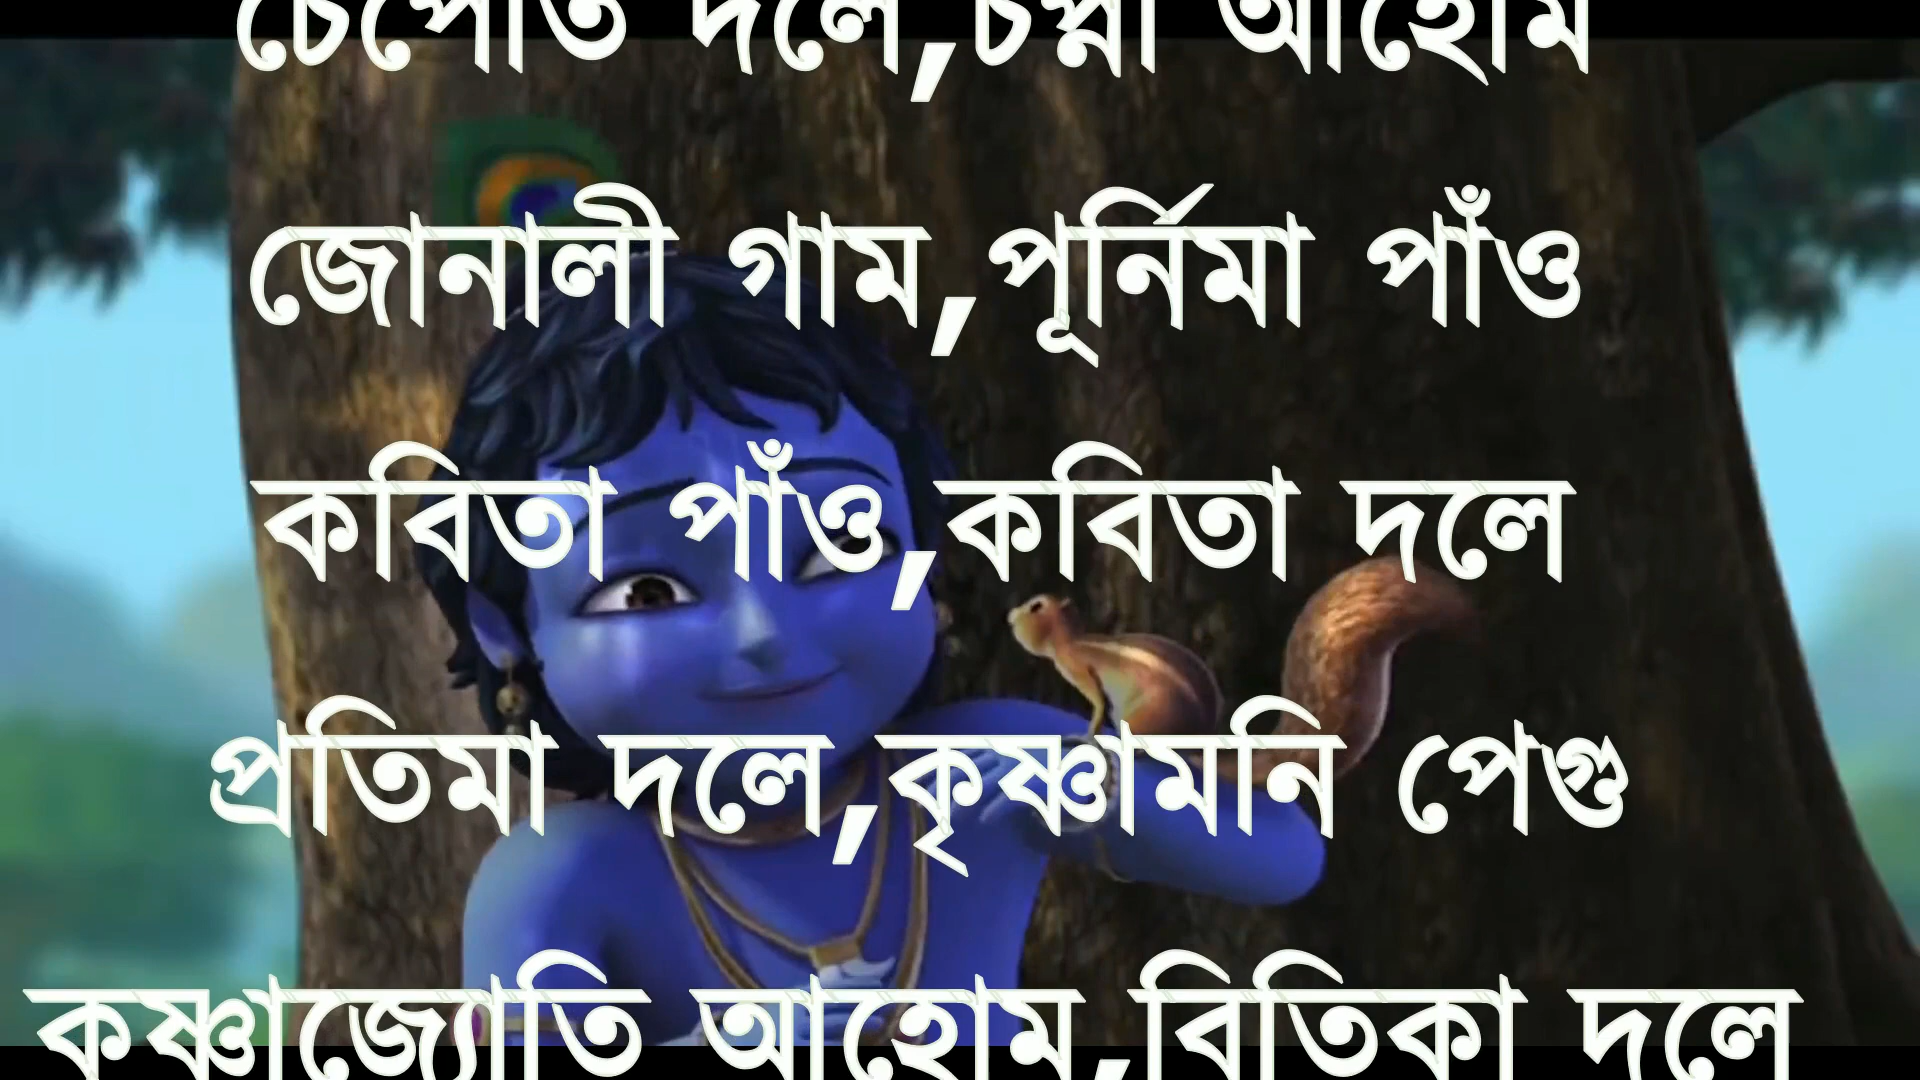 চেপোতি দলে,চম্পা আহোম
জোনালী গাম,পূৰ্নিমা পাঁও
কবিতা পাঁও,কবিতা দলে
প্ৰতিমা দলে,কৃষ্ণামনি পেগু
কৃষ্ণাজ্যোতি আহোম,বিতিকা দলে